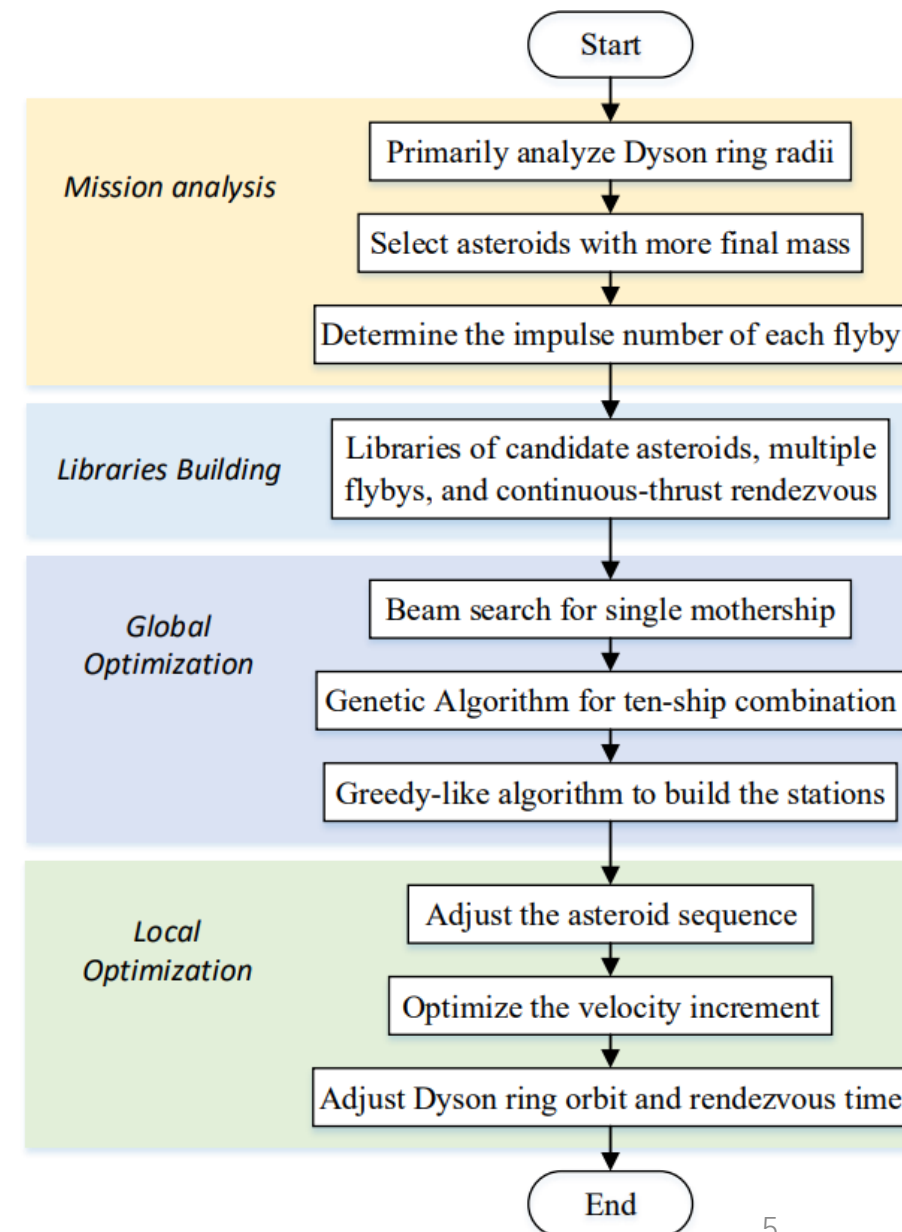 Start
Mission analysis
Primarily analyze Dyson ring radii
Select asteroids with more final mass
Determine the impulse number of each flyby
Libraries Building
Libraries of candidate asteroids, multiple
flybys, and continuous-thrust rendezvous
Global
Optimization
Beam search for single mothership
Genetic Algorithm for ten-ship combination
Greedy-like algorithm to build the stations
Local
Optimization
Adjust the asteroid sequence
Optimize the velocity increment
Adjust Dyson ring orbit and rendezvous time
End
5